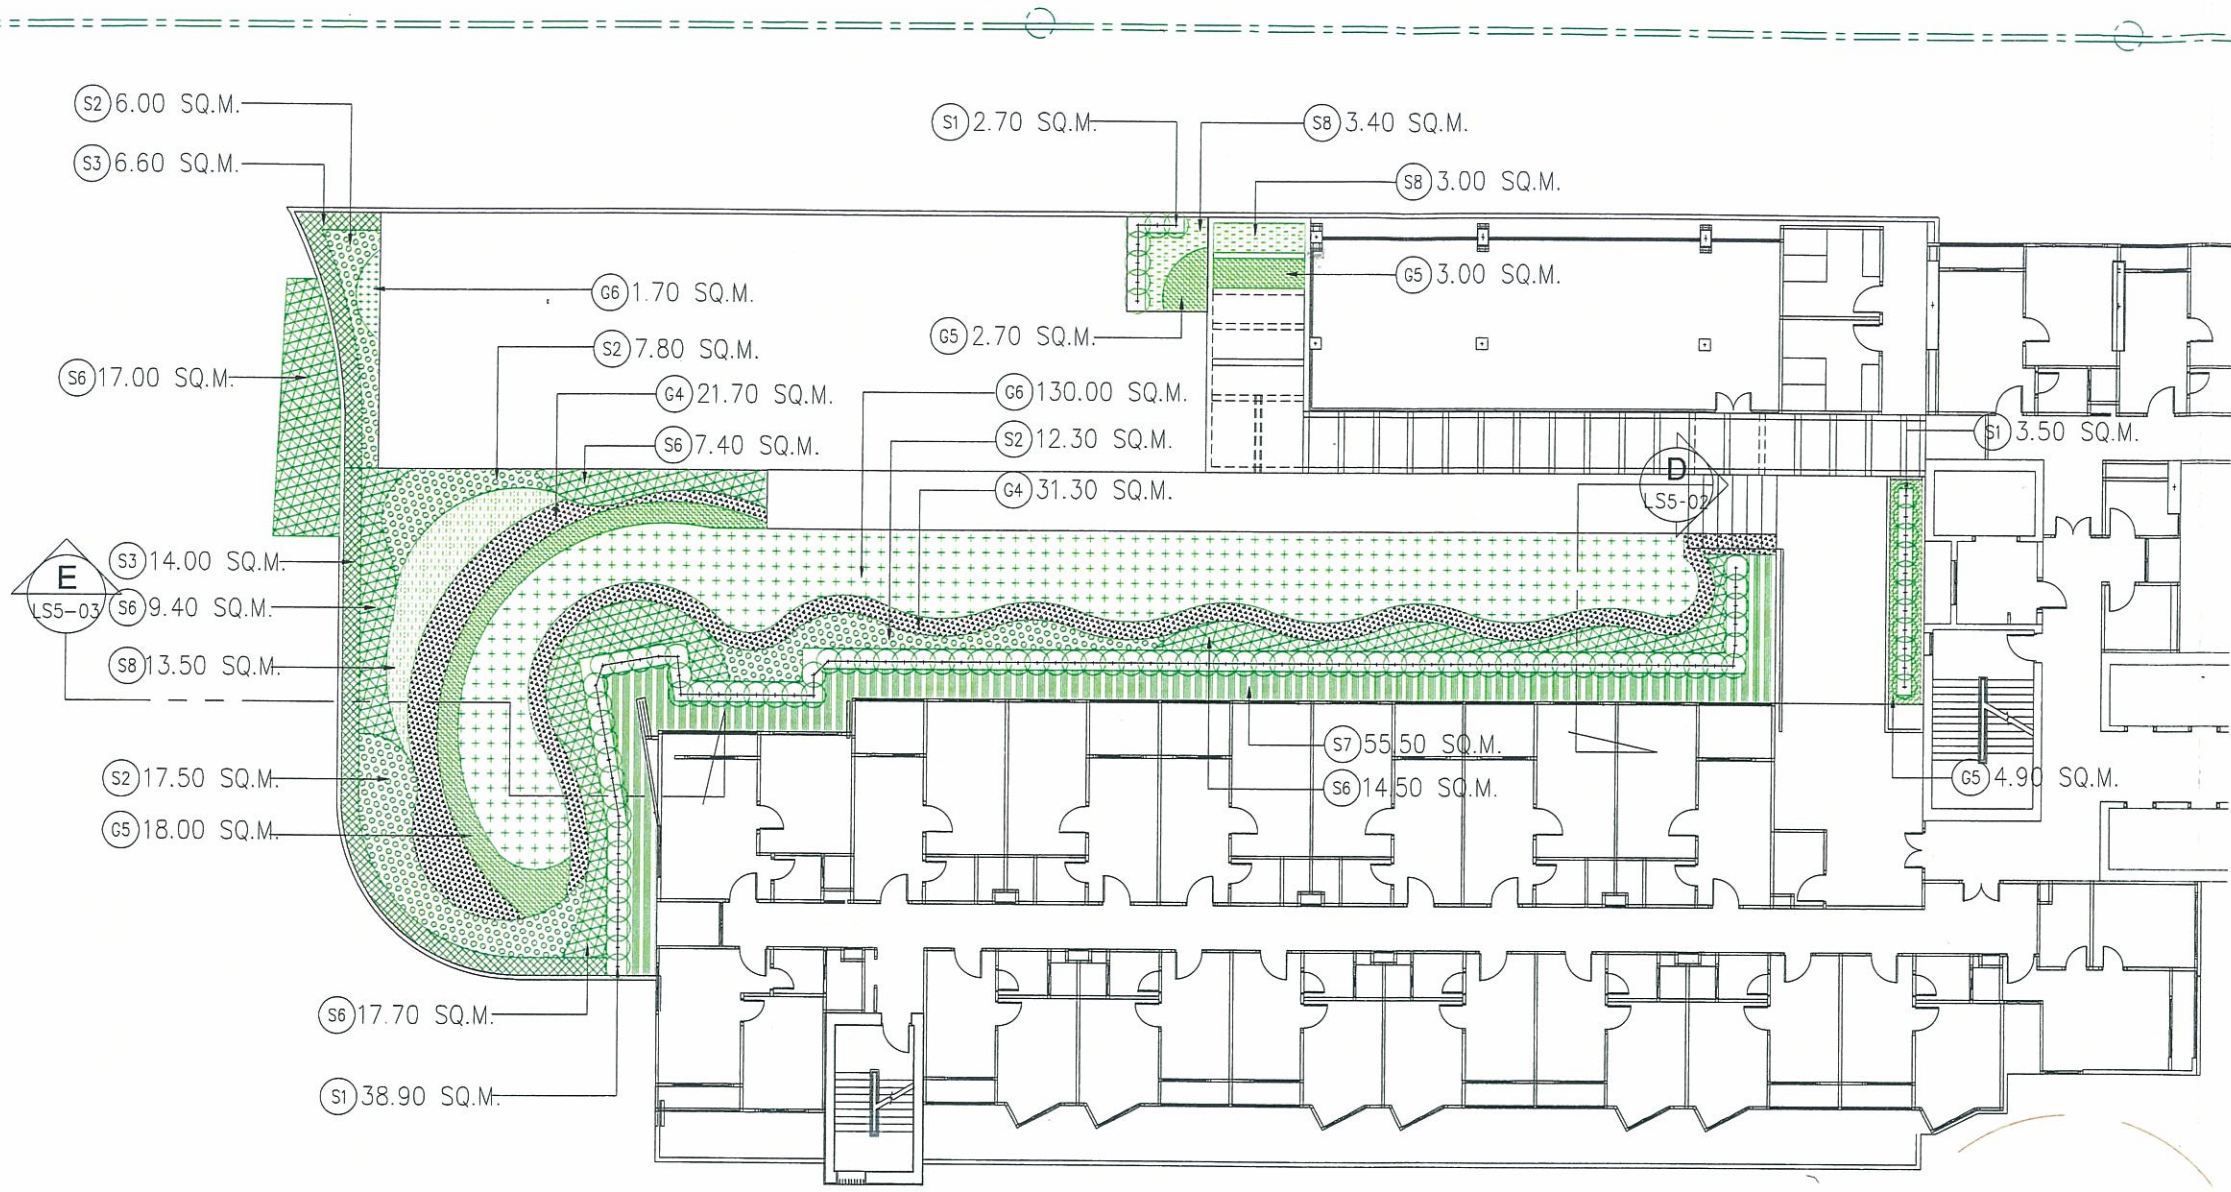 S2 6.00 SQ.M.
S3 6.60 SQ.M.
S1 2.70 SQ.M.
S8 3.40 SQ.M.
S8 3.00 SQ.M.
G6 1.70 SQ.M.
G5 3.00 SQ.M.
G5 2.70 SQ.M.
S2 7.80 SQ.M.
S6 17.00 SQ.M.
G4 21.70 SQ.M.
G6 130.00 SQ.M.
S6 7.40 SQ.M.
S2 12.30 SQ.M.
S1 3.50 SQ.M.
G4 31.30 SQ.M.
D
LS5-02
S3 14.00 SQ.M.
E
LS5-03
S6 9.40 SQ.M.
S8 13.50 SQ.M.
S7 55.50 SQ.M.
S2 17.50 SQ.M.
S6 14.50 SQ.M.
G5 4.90 SQ.M.
G5 18.00 SQ.M.
S6 17.70 SQ.M.
S1 38.90 SQ.M.